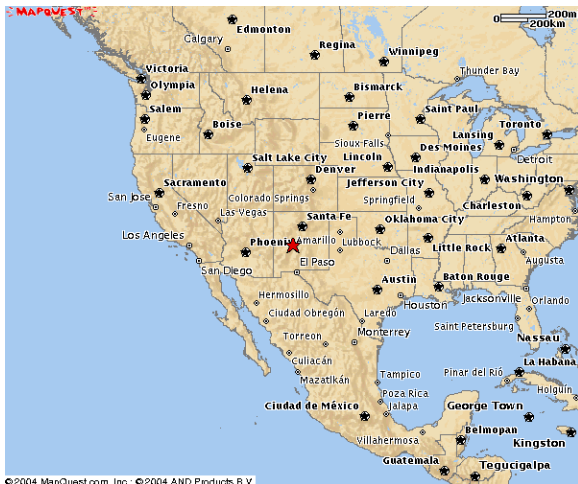 MAPQUEST
0 200m
200km
Edmonton
Calgary
Regina
Winnipeg
Thunder Bay
Victoria
Olympia
Helena
Bismarck
Salem
Pierre
Saint Paul
Toronto
Lansing
Eugene
Boise
Sioux Falls
Des Moines
Detroit
Salt Lake City
Lincoln
Indianapolis
Denver
Washington
Sacramento
Jefferson City
San Jose
Colorado Springs
Springfield
Charleston
Fresno
Las Vegas
Santa Fe
Oklahoma City
Hampton
Los Angeles
Phoenix
Amarillo
Lubbock
Dallas
Little Rock
Atlanta
San Diego
El Paso
Augusta
Austin
Baton Rouge
Hermosillo
Houston
Jacksonville
Orlando
Ciudad Obregón
Laredo
Saint Petersburg
Torreon
Monterrey
Nassau
Culiacán
La Habana
Mazatlkán
Tampico
Pinar del Rió
Holguin
Poza Rica
Ciudad de México
Jalapa
George Town
Villahermosa
Belmopan
Kingston
Guatemala
Tegucigalpa
©2004 MapQuest.com, Inc.; ©2004 AND Products B.V.